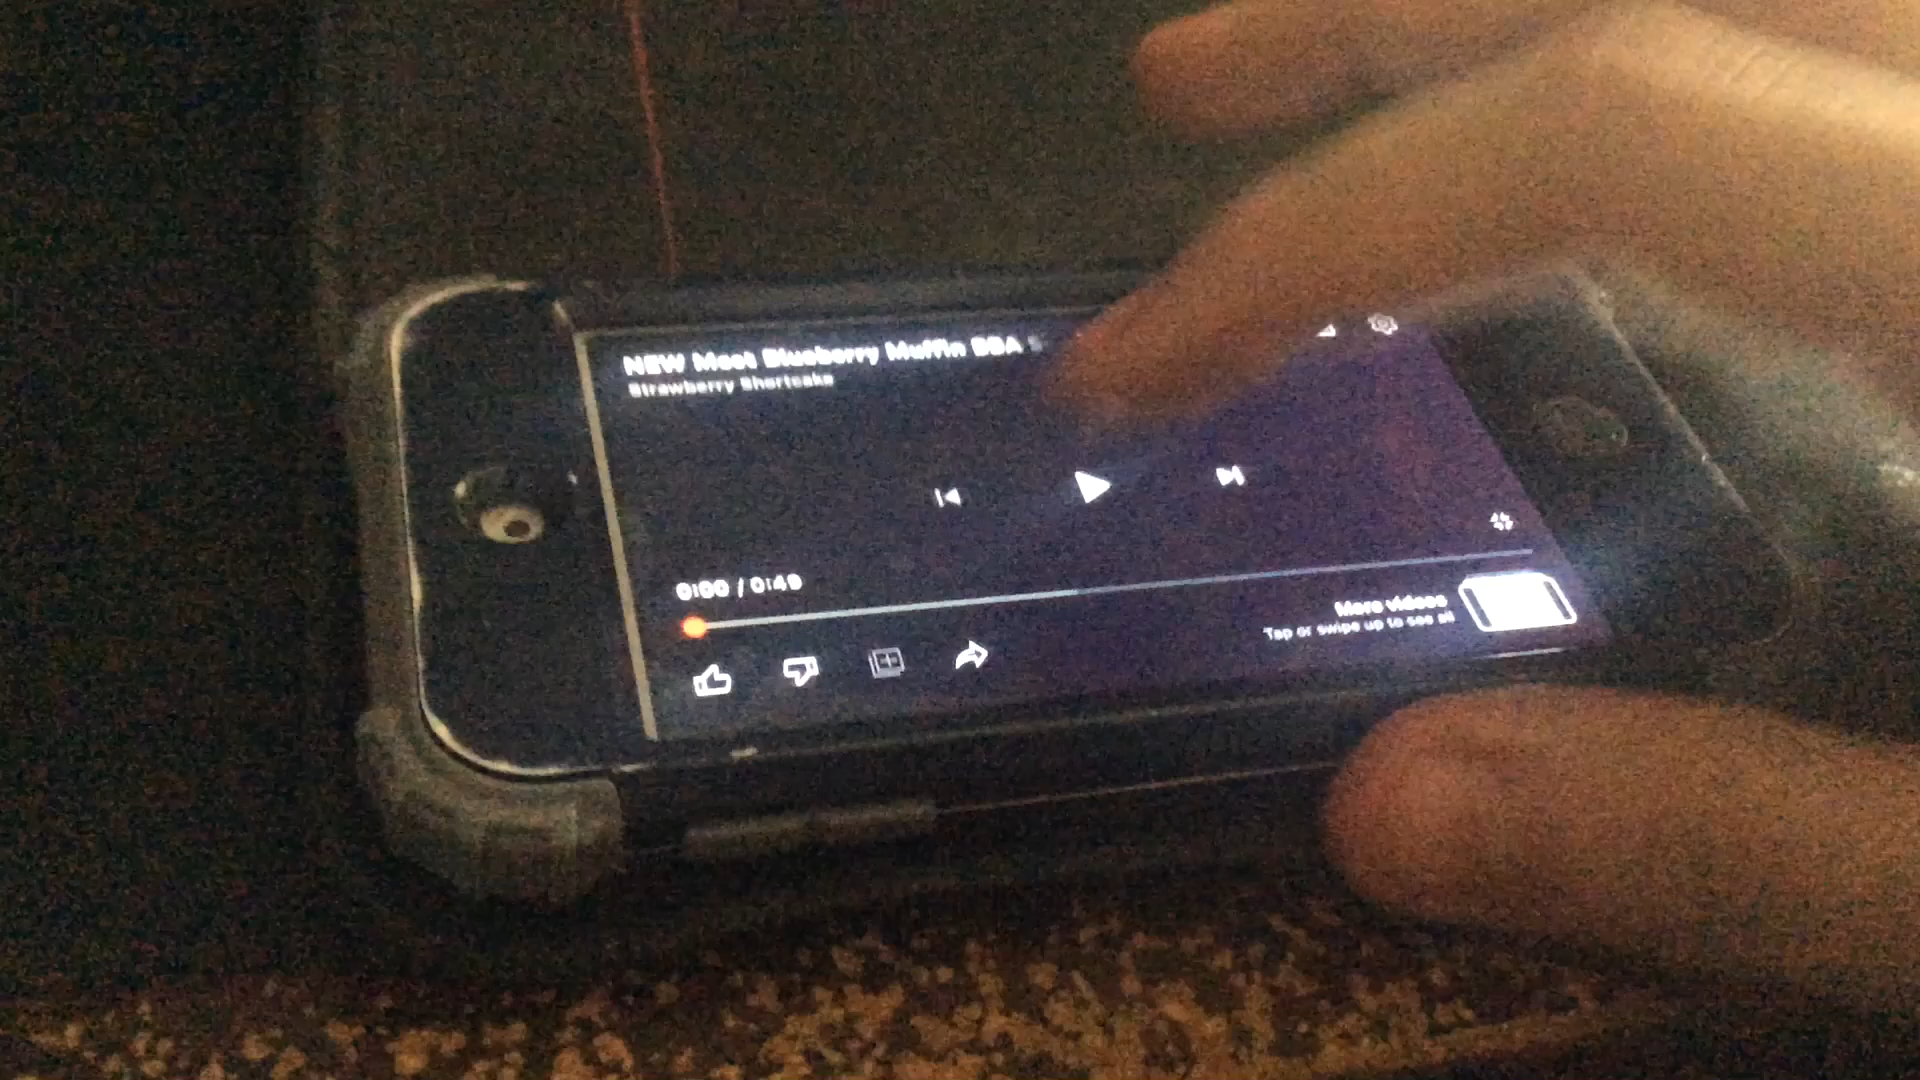 NEW Meet Blueberry Muffin
Strawberry Shortcake
0:00 / 0:49
More videos
Tap or swipe up to see all